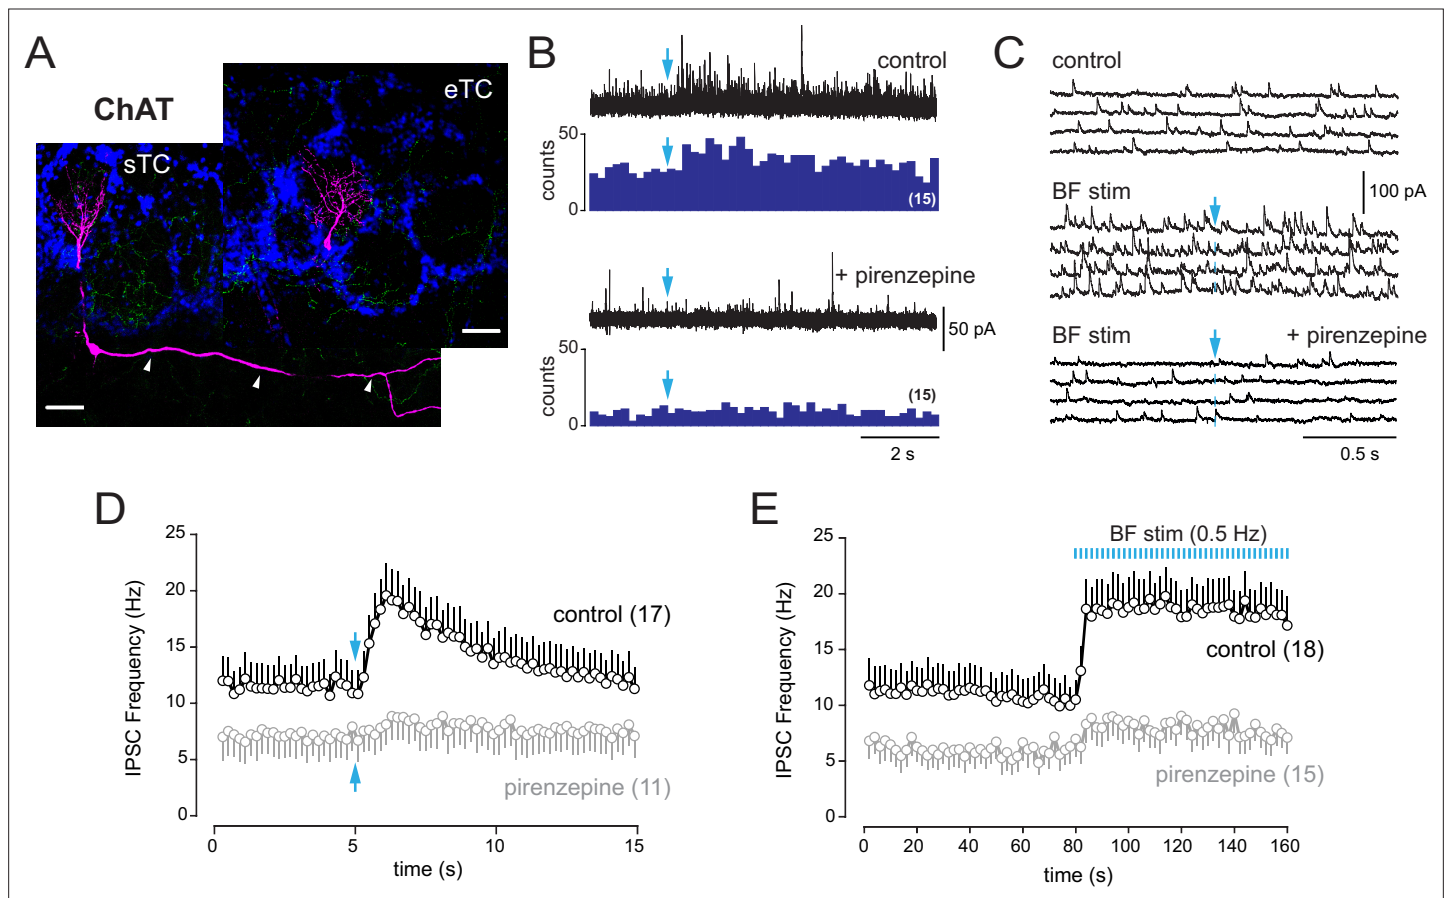 A
ChAT
sTC
eTC
B
control
50
counts
0
(15)
+ pirenzepine
50 pA
50
counts
0
(15)
2 s
C
control
100 pA
BF stim
BF stim
+ pirenzepine
0.5 s
D
25
20
15
10
5
0
IPSC Frequency (Hz)
control (17)
pirenzepine (11)
0
5
10
15
time (s)
E
25
20
15
10
5
0
IPSC Frequency (Hz)
BF stim (0.5 Hz)
control (18)
pirenzepine (15)
0
20
40
60
80
100
120
140
160
time (s)